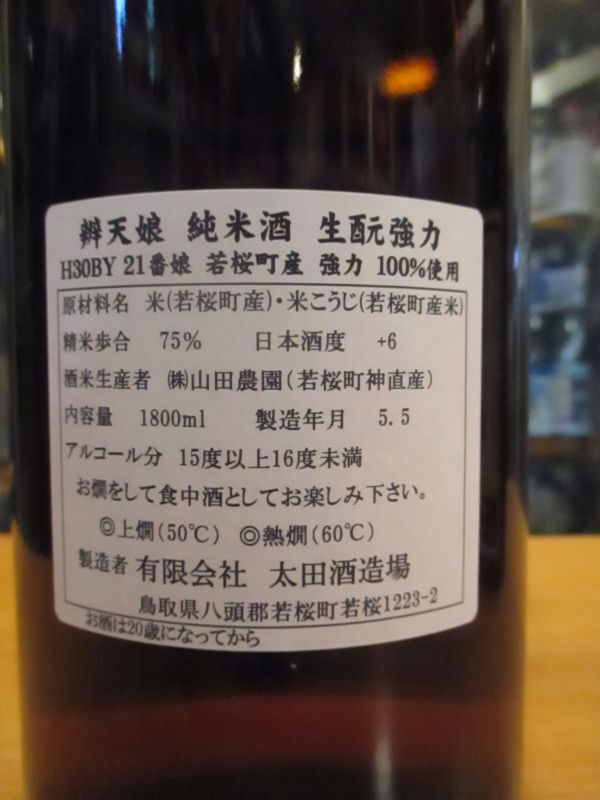 辨天娘 純米酒 生酛強力
H30BY 21番娘 若桜町産 強力 100%使用
原材料名 米(若桜町産)・米こうじ(若桜町産米)
精米歩合 75% 日本酒度 +6
酒米生産者 ㈱山田農園(若桜町神直産)
内容量 1800ml 製造年月 5.5
アルコール分 15度以上16度未満
お燗をして食中酒としてお楽しみ下さい。
◎上燗(50℃) ◎熱燗(60℃)
製造者 有限会社 太田酒造場
鳥取県八頭郡若桜町若桜1223-2
お酒は20歳になってから